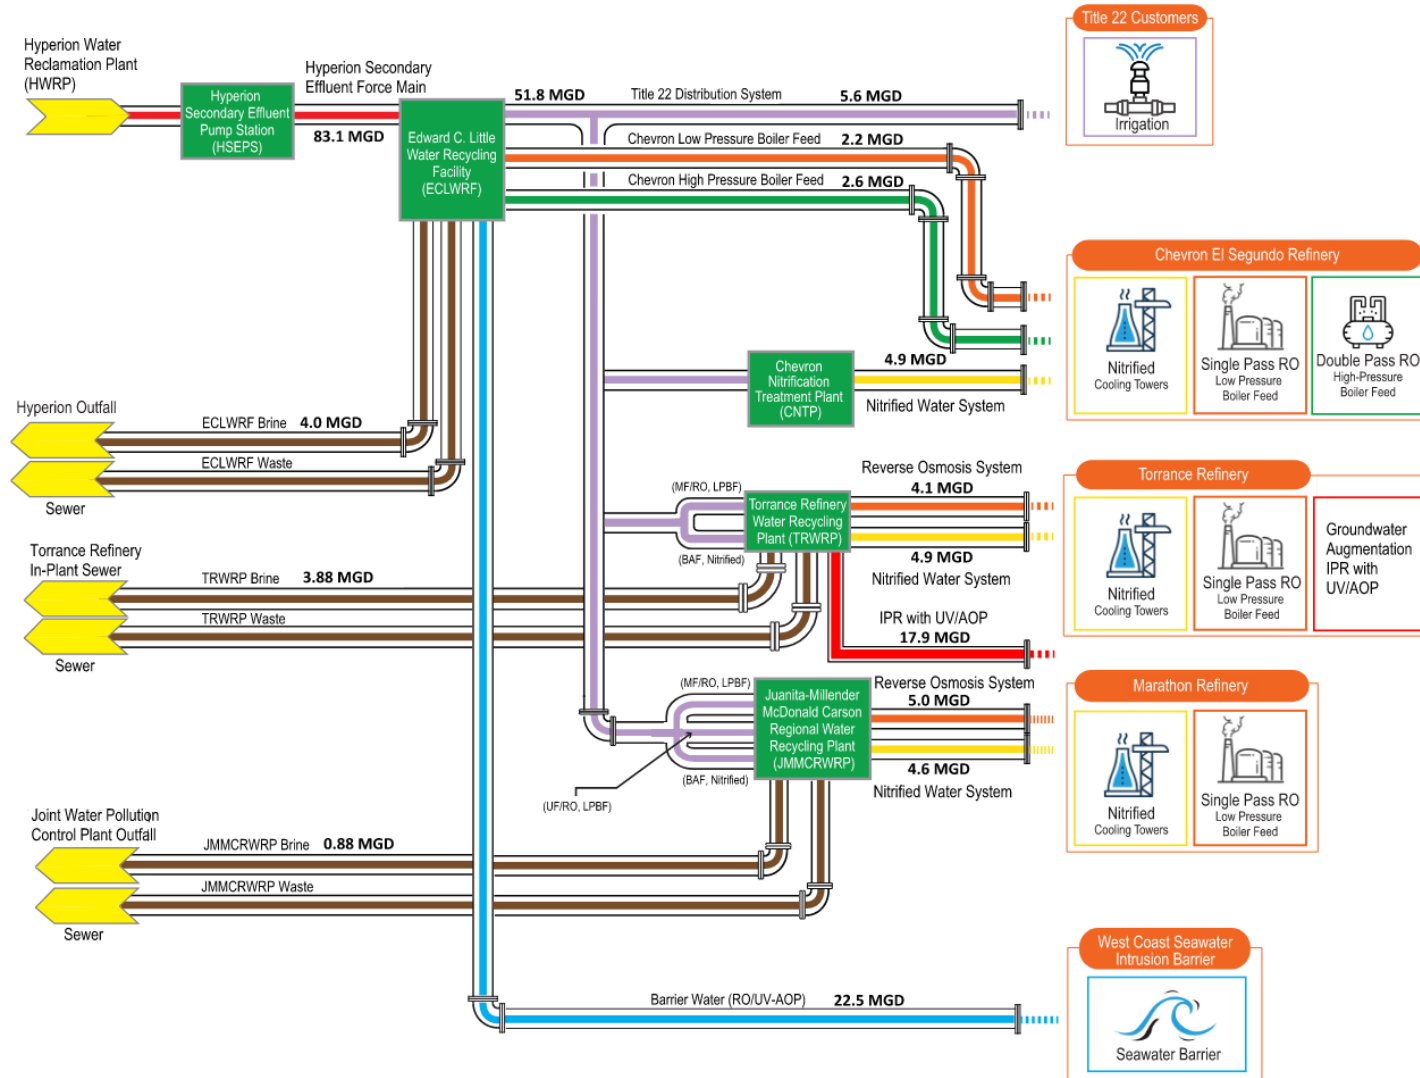 Title 22 Customers
Irrigation
Hyperion Water
Reclamation Plant
(HWRP)
Hyperion
Secondary Effluent
Pump Station
(HSEPS)
Hyperion Secondary
Effluent Force Main
83.1 MGD
Edward C. Little
Water Recycling
Facility
(ECLWRF)
51.8 MGD
Title 22 Distribution System
5.6 MGD
Chevron Low Pressure Boiler Feed
2.2 MGD
Chevron High Pressure Boiler Feed
2.6 MGD
Chevron El Segundo Refinery
Nitrified
Cooling Towers
Single Pass RO
Low Pressure
Boiler Feed
Double Pass RO
High-Pressure
Boiler Feed
Chevron
Nitrification
Treatment Plant
(CNTP)
4.9 MGD
Nitrified Water System
Hyperion Outfall
ECLWRF Brine 4.0 MGD
ECLWRF Waste
Sewer
Torrance Refinery
(MF/RO, LPBF)
(BAF, Nitrified)
Torrance Refinery
Water Recycling
Plant (TRWRP)
Reverse Osmosis System
4.1 MGD
4.9 MGD
Nitrified Water System
IPR with UV/AOP
17.9 MGD
Nitrified
Cooling Towers
Single Pass RO
Low Pressure
Boiler Feed
Groundwater
Augmentation
IPR with
UV/AOP
Torrance Refinery
In-Plant Sewer
TRWRP Brine 3.88 MGD
TRWRP Waste
Sewer
Marathon Refinery
(MF/RO, LPBF)
(BAF, Nitrified)
(UF/RO, LPBF)
Juanita-Millender
McDonald Carson
Regional Water
Recycling Plant
(JMMCRWRP)
Reverse Osmosis System
5.0 MGD
4.6 MGD
Nitrified Water System
Nitrified
Cooling Towers
Single Pass RO
Low Pressure
Boiler Feed
Joint Water Pollution
Control Plant Outfall
JMMCRWRP Brine 0.88 MGD
JMMCRWRP Waste
Sewer
West Coast Seawater
Intrusion Barrier
Barrier Water (RO/UV-AOP) 22.5 MGD
Seawater Barrier